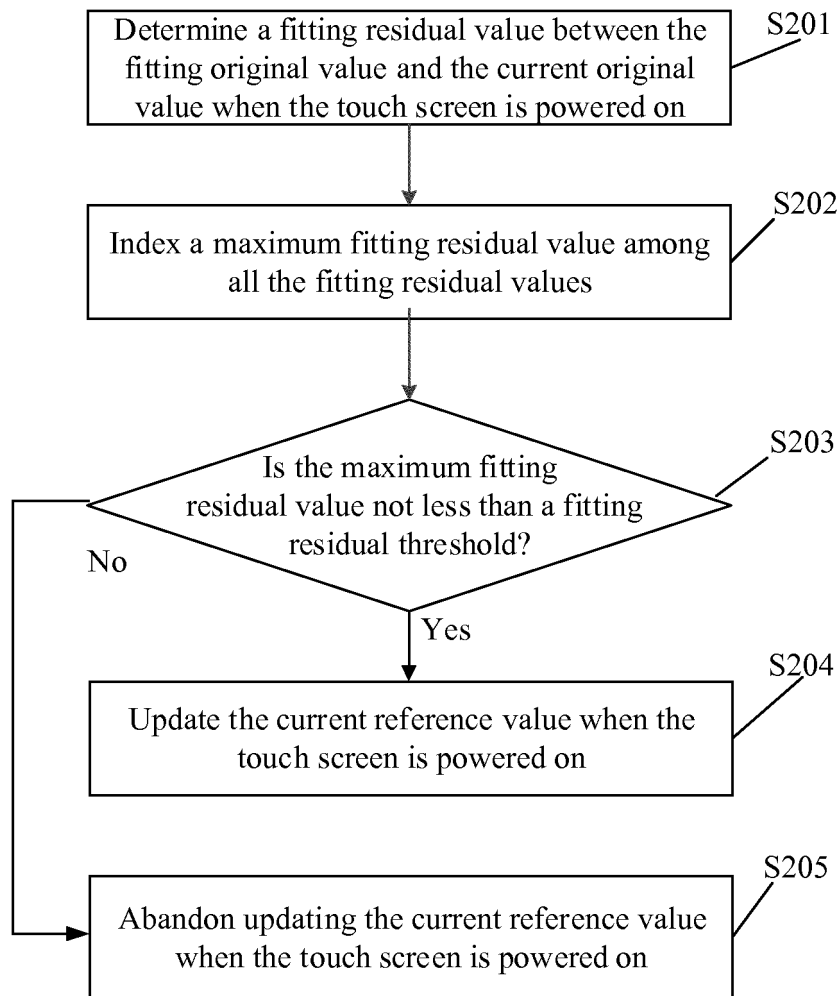 Determine a fitting residual value between the
fitting original value and the current original
value when the touch screen is powered on
S201
Index a maximum fitting residual value among
all the fitting residual values
S202
Is the maximum fitting
residual value not less than a fitting
residual threshold?
S203
No
Yes
Update the current reference value when the
touch screen is powered on
S204
Abandon updating the current reference value
when the touch screen is powered on
S205